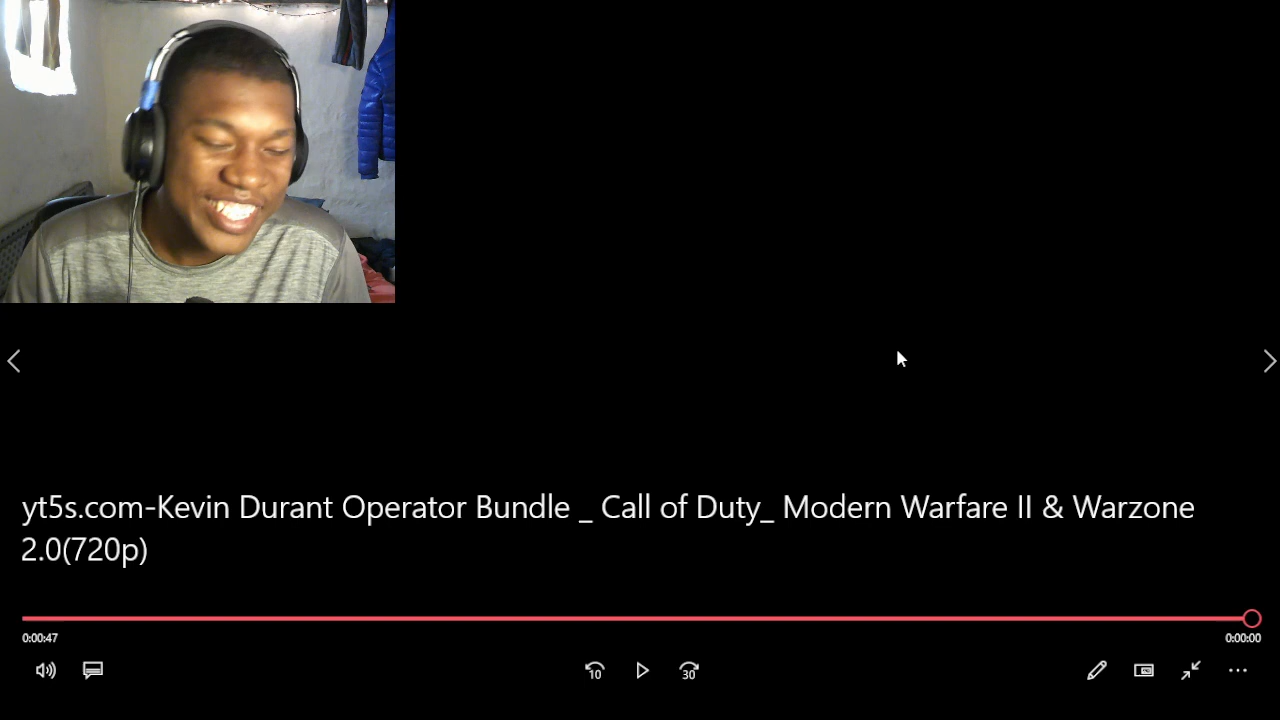 yt5s.com-Kevin Durant Operator Bundle _ Call of Duty_ Modern Warfare II & Warzone
2.0(720p)
0:00:47
0:00:00
10
30